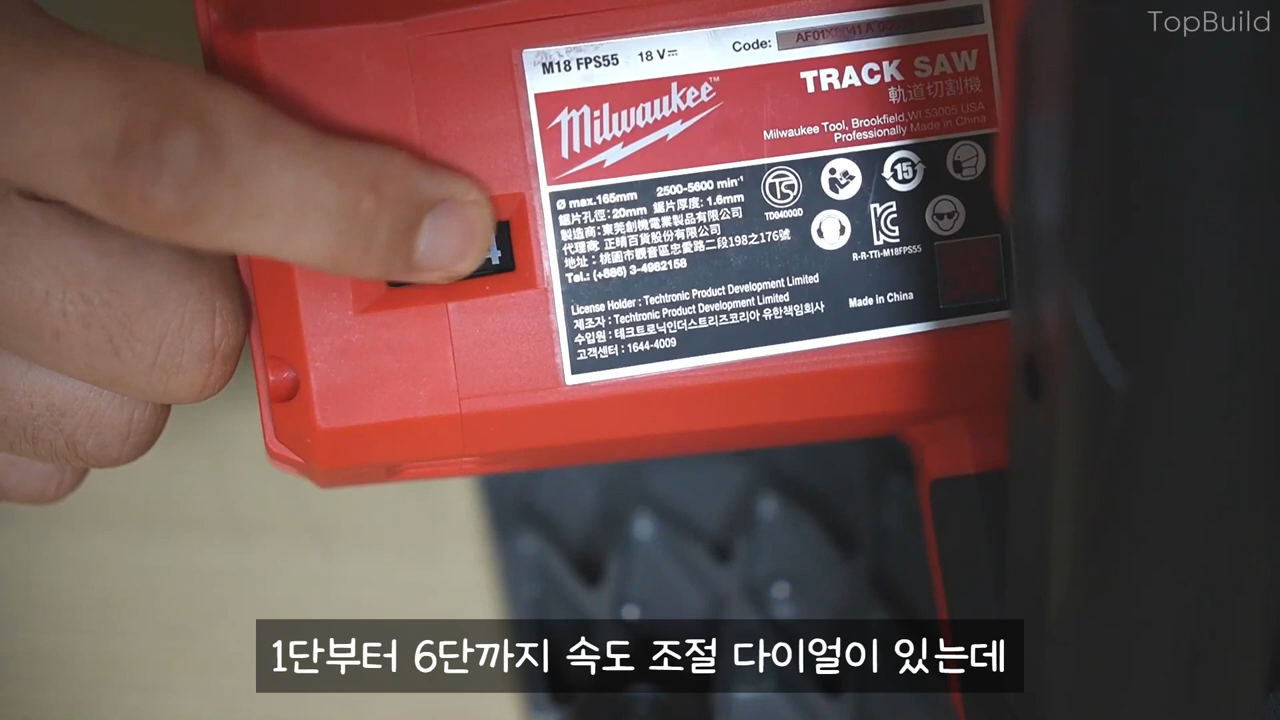 TopBuild
M18 FPS55 18 V Code:
Milwaukee™
TRACK SAW
軌道切割機
Milwaukee Tool, Brookfield, WI 53005 USA
Professionally Made in China
Ø max.165mm 2500-5600 min⁻¹
鋸片孔徑: 20mm 鋸片厚度: 1.6mm
製造商: 東莞創機電業製品有限公司
代理商: 正晴百貨股份有限公司
地址: 桃園市觀音區忠愛路二段198之176號
Tel.: (+886) 3-4982158
TS
TD04000D
15
R-R-TTI-M18FPS55
License Holder : Techtronic Product Development Limited
제조자 : Techtronic Product Development Limited
수입원 : 테크트로닉인더스트리즈코리아 유한책임회사
고객센터 : 1644-4009
Made in China
4
1단부터 6단까지 속도 조절 다이얼이 있는데